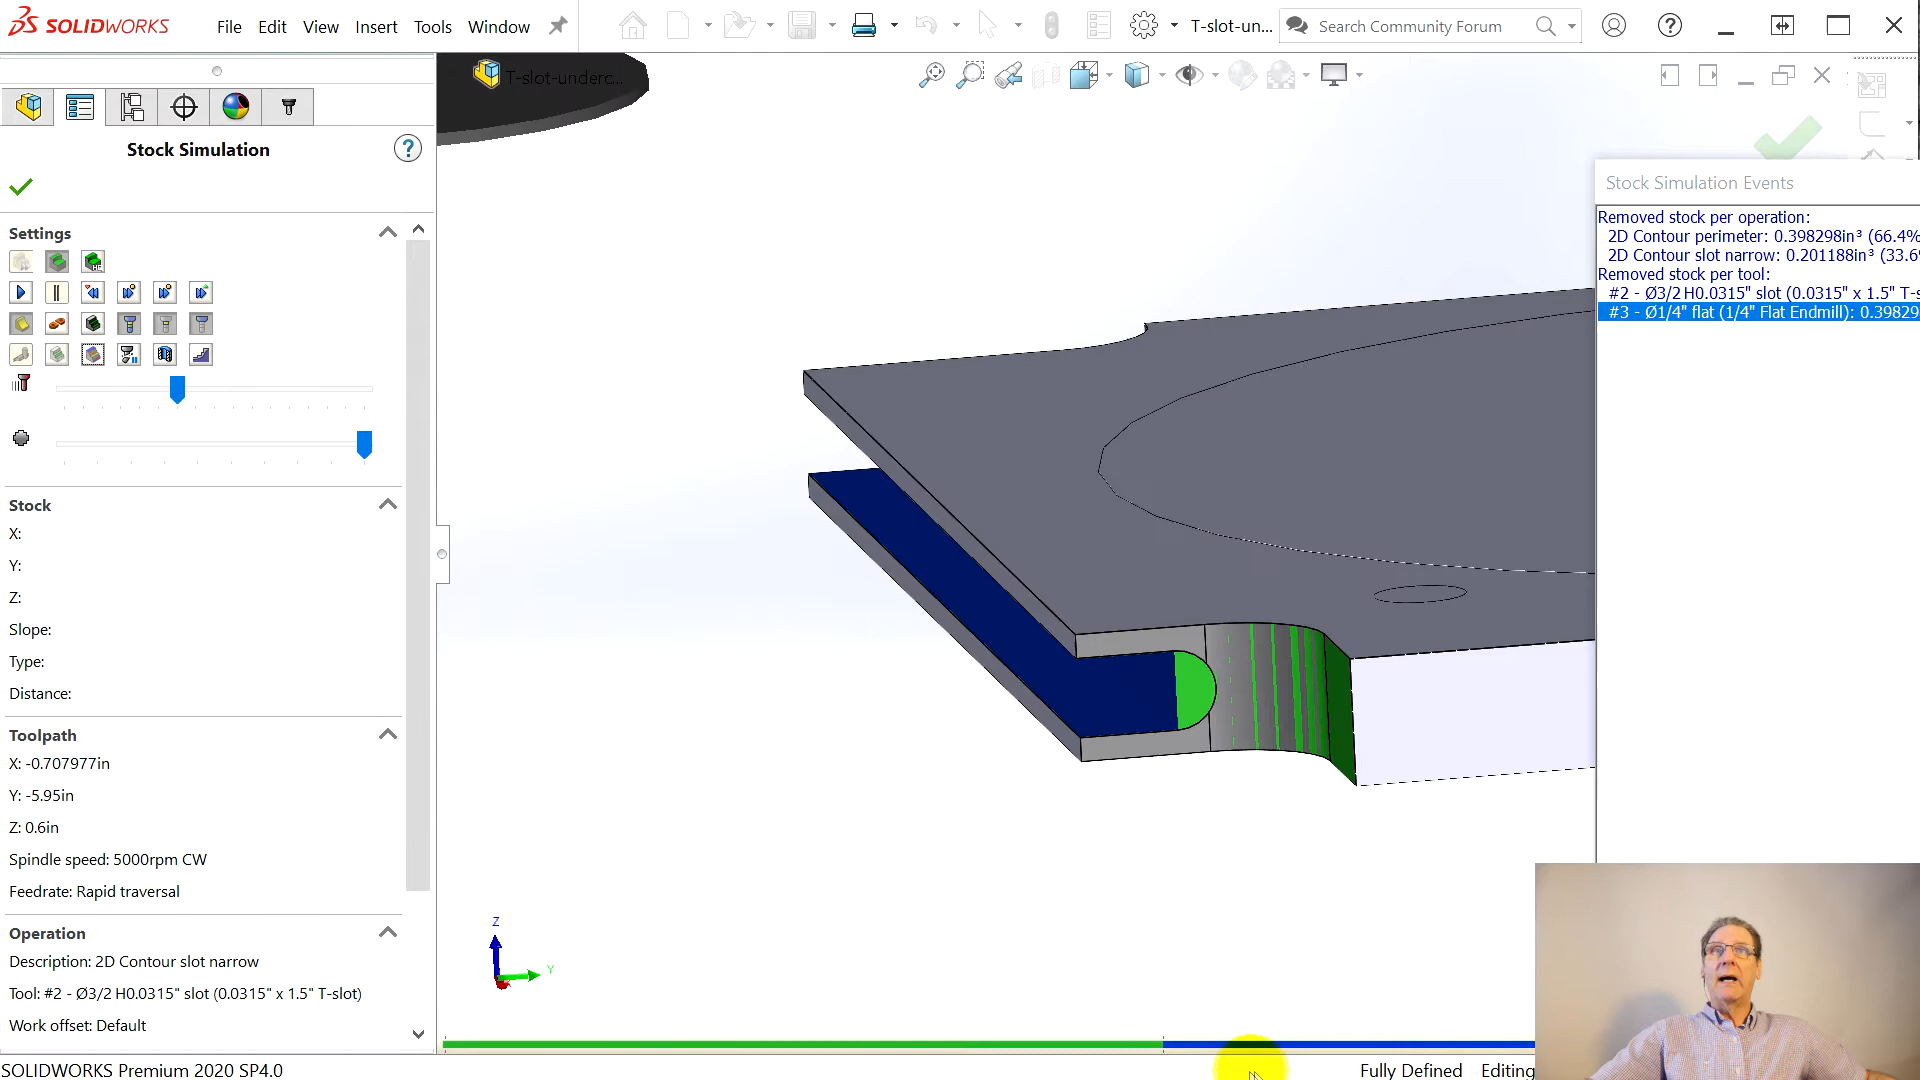 SOLIDWORKS File Edit View Insert Tools Window T-slot-un... Search Community Forum
T-slot-underc...
Stock Simulation
Settings
Stock
X:
Y:
Z:
Slope:
Type:
Distance:
Toolpath
X: -0.707977in
Y: -5.95in
Z: 0.6in
Spindle speed: 5000rpm CW
Feedrate: Rapid traversal
Operation
Description: 2D Contour slot narrow
Tool: #2 - Ø3/2 H0.0315" slot (0.0315" x 1.5" T-slot)
Work offset: Default
Z
Y
Stock Simulation Events
Removed stock per operation:
2D Contour perimeter: 0.398298in³ (66.4%
2D Contour slot narrow: 0.201188in³ (33.6
Removed stock per tool:
#2 - Ø3/2 H0.0315" slot (0.0315" x 1.5" T-s
#3 - Ø1/4" flat (1/4" Flat Endmill): 0.39829
SOLIDWORKS Premium 2020 SP4.0
Fully Defined Editing